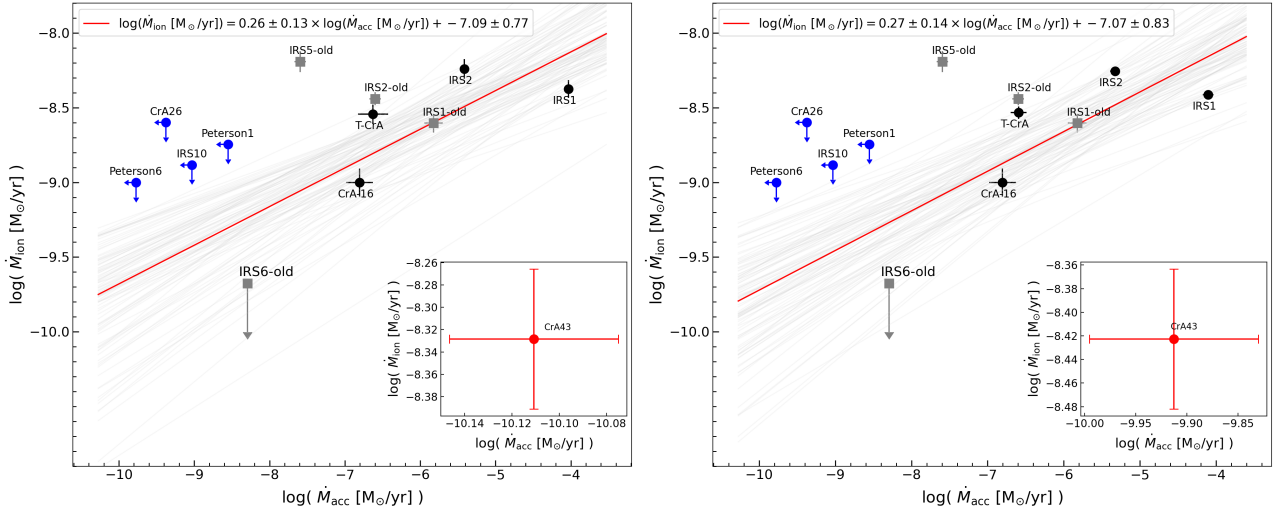 log(Ṁion [M⊙/yr]) = 0.26 ± 0.13 × log(Ṁacc [M⊙/yr]) + −7.09 ± 0.77
IRS5-old
IRS2-old
IRS2
IRS1
IRS1-old
T-CrA
CrA26
Peterson1
IRS10
Peterson6
CrA-16
IRS6-old
CrA43
−8.26
−8.28
−8.30
−8.32
−8.34
−8.36
−8.38
−10.14
−10.12
−10.10
−10.08
log( Ṁion [M⊙/yr] )
log( Ṁacc [M⊙/yr] )
−8.0
−8.5
−9.0
−9.5
−10.0
−10
−9
−8
−7
−6
−5
−4
log( Ṁion [M⊙/yr] )
log( Ṁacc [M⊙/yr] )
log(Ṁion [M⊙/yr]) = 0.27 ± 0.14 × log(Ṁacc [M⊙/yr]) + −7.07 ± 0.83
IRS5-old
IRS2-old
IRS2
IRS1
IRS1-old
T-CrA
CrA26
Peterson1
IRS10
Peterson6
CrA-16
IRS6-old
CrA43
−8.36
−8.38
−8.40
−8.42
−8.44
−8.46
−8.48
−10.00
−9.95
−9.90
−9.85
log( Ṁion [M⊙/yr] )
log( Ṁacc [M⊙/yr] )
−8.0
−8.5
−9.0
−9.5
−10.0
−10
−9
−8
−7
−6
−5
−4
log( Ṁion [M⊙/yr] )
log( Ṁacc [M⊙/yr] )